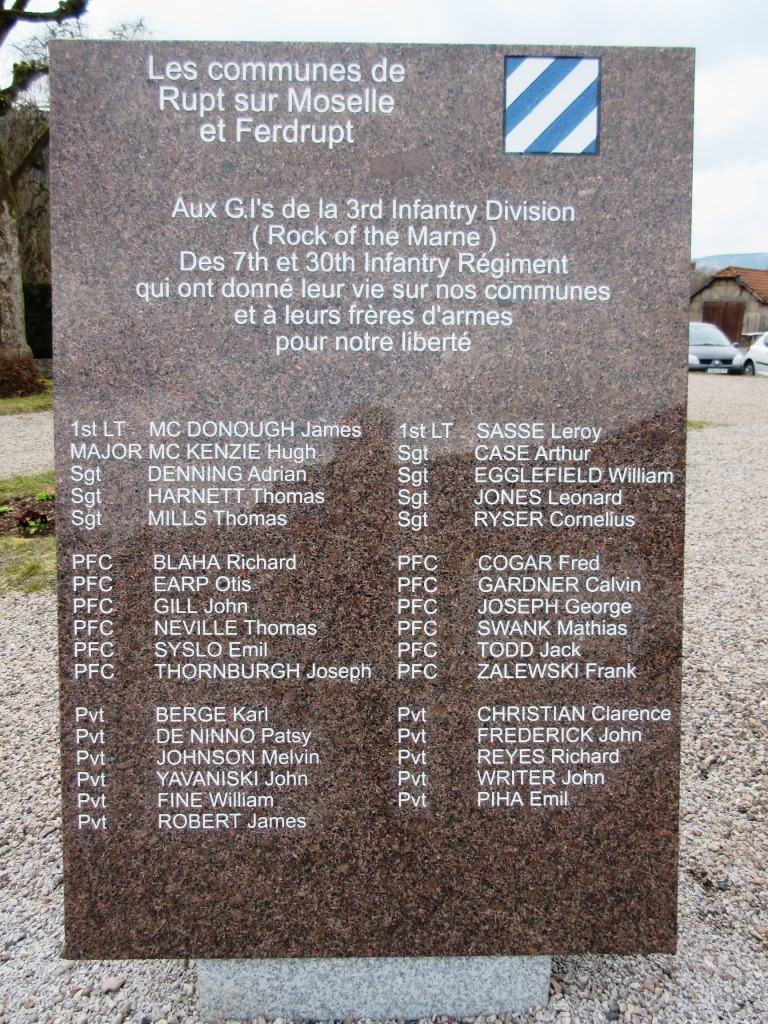 Les communes de
Rupt sur Moselle
et Ferdrupt
Aux G.I's de la 3rd Infantry Division
( Rock of the Marne )
Des 7th et 30th Infantry Régiment
qui ont donné leur vie sur nos communes
et à leurs frères d'armes
pour notre liberté
1st LT MC DONOUGH James 1st LT SASSE Leroy
MAJOR MC KENZIE Hugh Sgt CASE Arthur
Sgt DENNING Adrian Sgt EGGLEFIELD William
Sgt HARNETT Thomas Sgt JONES Leonard
Sgt MILLS Thomas Sgt RYSER Cornelius
PFC BLAHA Richard PFC COGAR Fred
PFC EARP Otis PFC GARDNER Calvin
PFC GILL John PFC JOSEPH George
PFC NEVILLE Thomas PFC SWANK Mathias
PFC SYSLO Emil PFC TODD Jack
PFC THORNBURGH Joseph PFC ZALEWSKI Frank
Pvt BERGE Karl Pvt CHRISTIAN Clarence
Pvt DE NINNO Patsy Pvt FREDERICK John
Pvt JOHNSON Melvin Pvt REYES Richard
Pvt YAVANISKI John Pvt WRITER John
Pvt FINE William Pvt PIHA Emil
Pvt ROBERT James